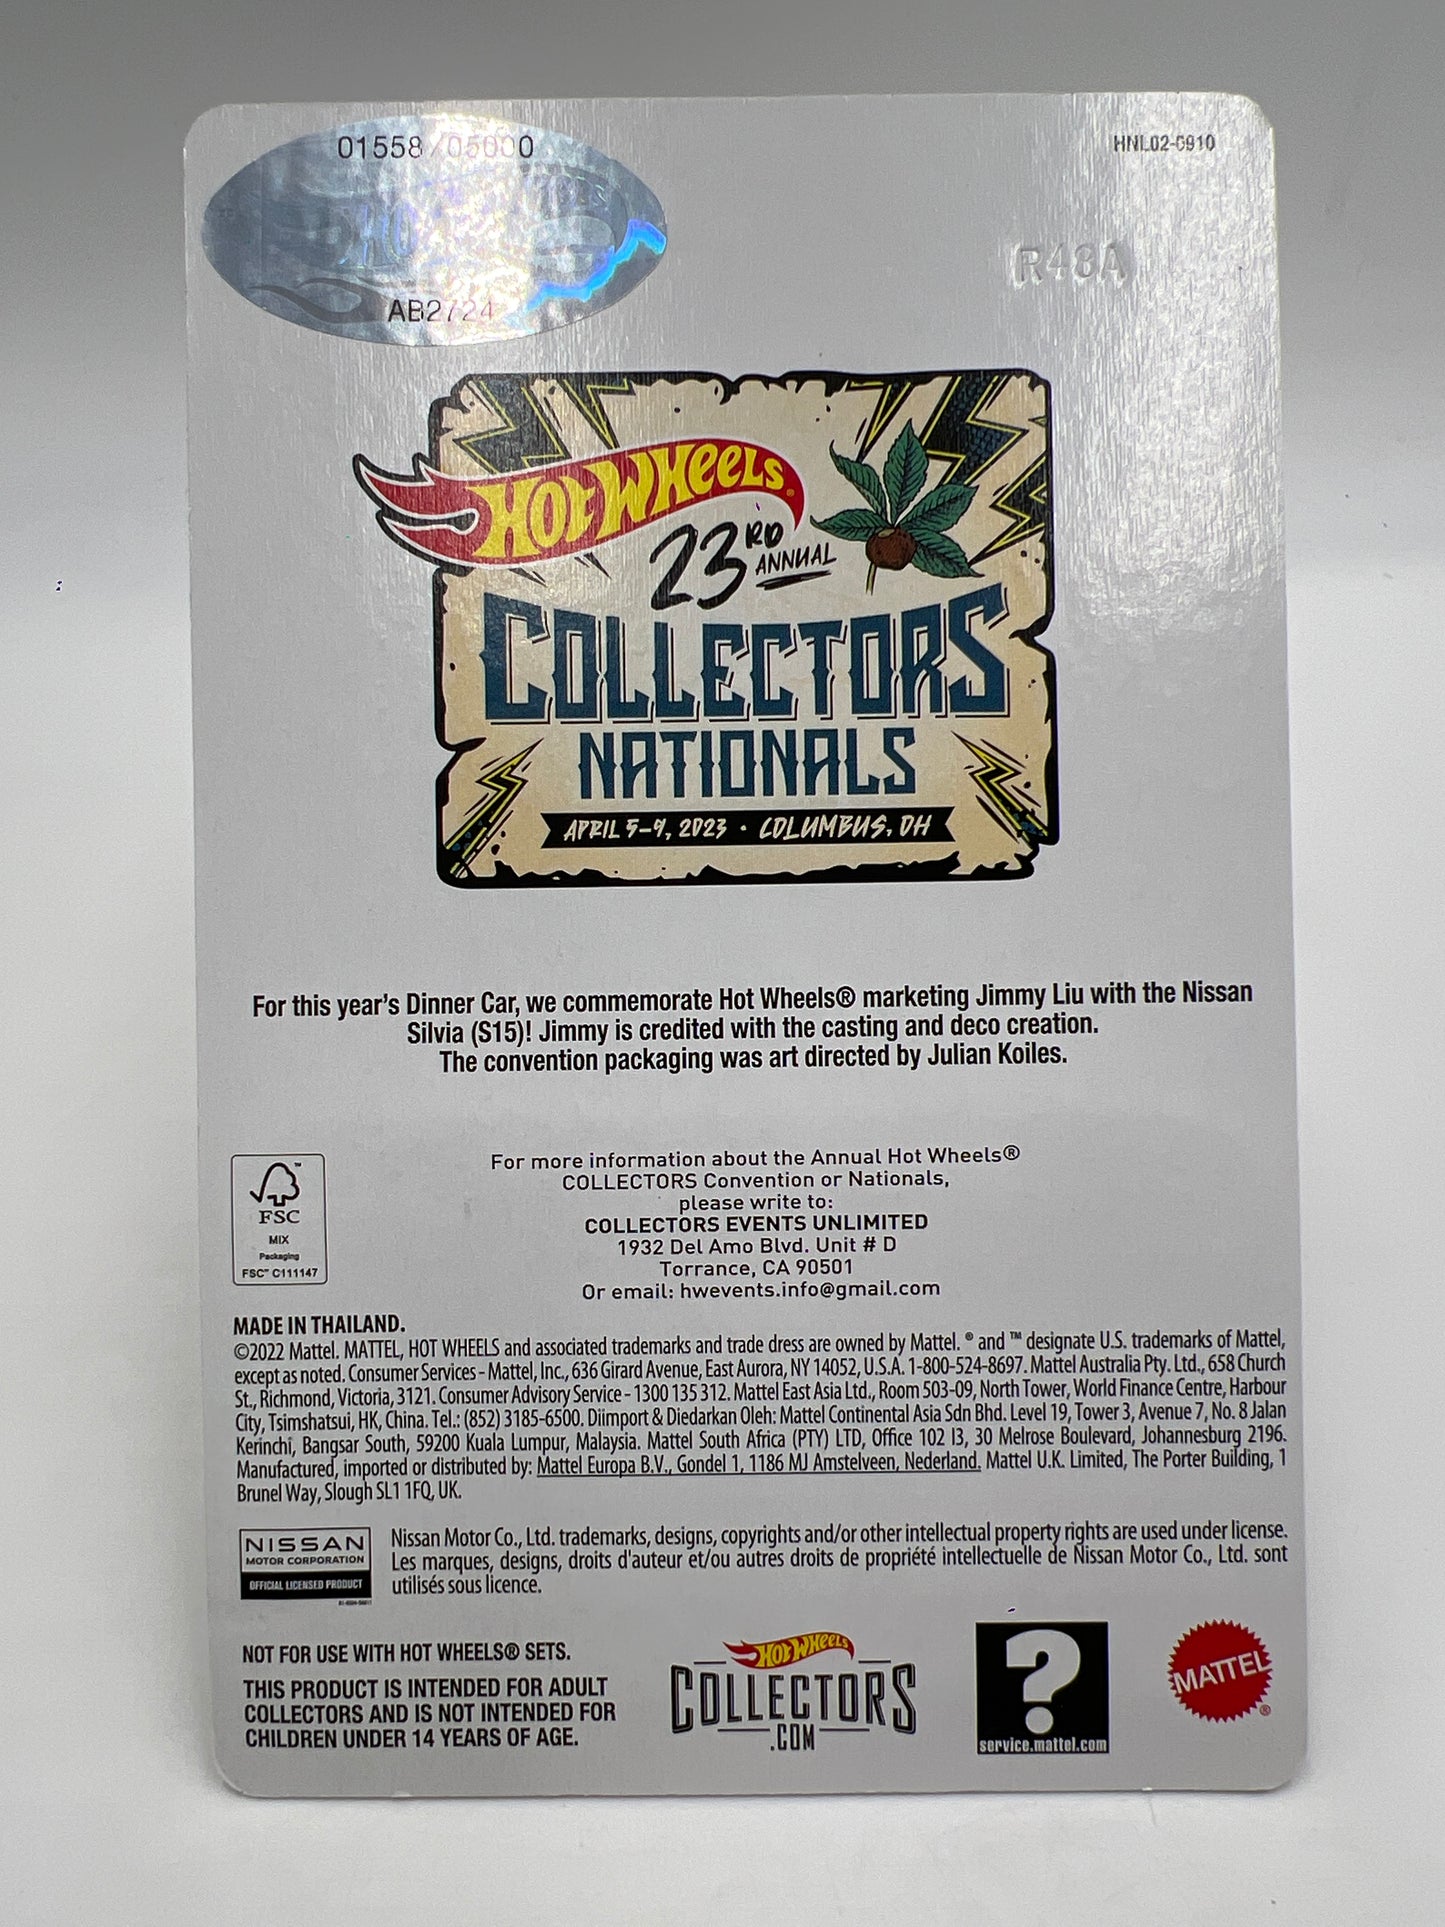 01558/05000
HNL02-0910
AB2724
R48A
HOT WHEELS
23RD
ANNUAL
COLLECTORS
NATIONALS
APRIL 5-9, 2023 • COLUMBUS, OH
For this year's Dinner Car, we commemorate Hot Wheels® marketing Jimmy Liu with the Nissan
Silvia (S15)! Jimmy is credited with the casting and deco creation.
The convention packaging was art directed by Julian Koiles.
For more information about the Annual Hot Wheels®
COLLECTORS Convention or Nationals,
please write to:
COLLECTORS EVENTS UNLIMITED
1932 Del Amo Blvd. Unit # D
Torrance, CA 90501
Or email: hwevents.info@gmail.com
FSC
MIX
Packaging
FSC™ C111147
MADE IN THAILAND.
©2022 Mattel. MATTEL, HOT WHEELS and associated trademarks and trade dress are owned by Mattel. ® and ™ designate U.S. trademarks of Mattel,
except as noted. Consumer Services - Mattel, Inc., 636 Girard Avenue, East Aurora, NY 14052, U.S.A. 1-800-524-8697. Mattel Australia Pty. Ltd., 658 Church
St., Richmond, Victoria, 3121. Consumer Advisory Service - 1300 135 312. Mattel East Asia Ltd., Room 503-09, North Tower, World Finance Centre, Harbour
City, Tsimshatsui, HK, China. Tel.: (852) 3185-6500. Diimport & Diedarkan Oleh: Mattel Continental Asia Sdn Bhd. Level 19, Tower 3, Avenue 7, No. 8 Jalan
Kerinchi, Bangsar South, 59200 Kuala Lumpur, Malaysia. Mattel South Africa (PTY) LTD, Office 102 I3, 30 Melrose Boulevard, Johannesburg 2196.
Manufactured, imported or distributed by: Mattel Europa B.V., Gondel 1, 1186 MJ Amstelveen, Nederland. Mattel U.K. Limited, The Porter Building, 1
Brunel Way, Slough SL1 1FQ, UK.
NISSAN
MOTOR CORPORATION
OFFICIAL LICENSED PRODUCT
Nissan Motor Co., Ltd. trademarks, designs, copyrights and/or other intellectual property rights are used under license.
Les marques, designs, droits d'auteur et/ou autres droits de propriété intellectuelle de Nissan Motor Co., Ltd. sont
utilisés sous licence.
NOT FOR USE WITH HOT WHEELS® SETS.
THIS PRODUCT IS INTENDED FOR ADULT
COLLECTORS AND IS NOT INTENDED FOR
CHILDREN UNDER 14 YEARS OF AGE.
HOT WHEELS
COLLECTORS
.COM
?
service.mattel.com
MATTEL®